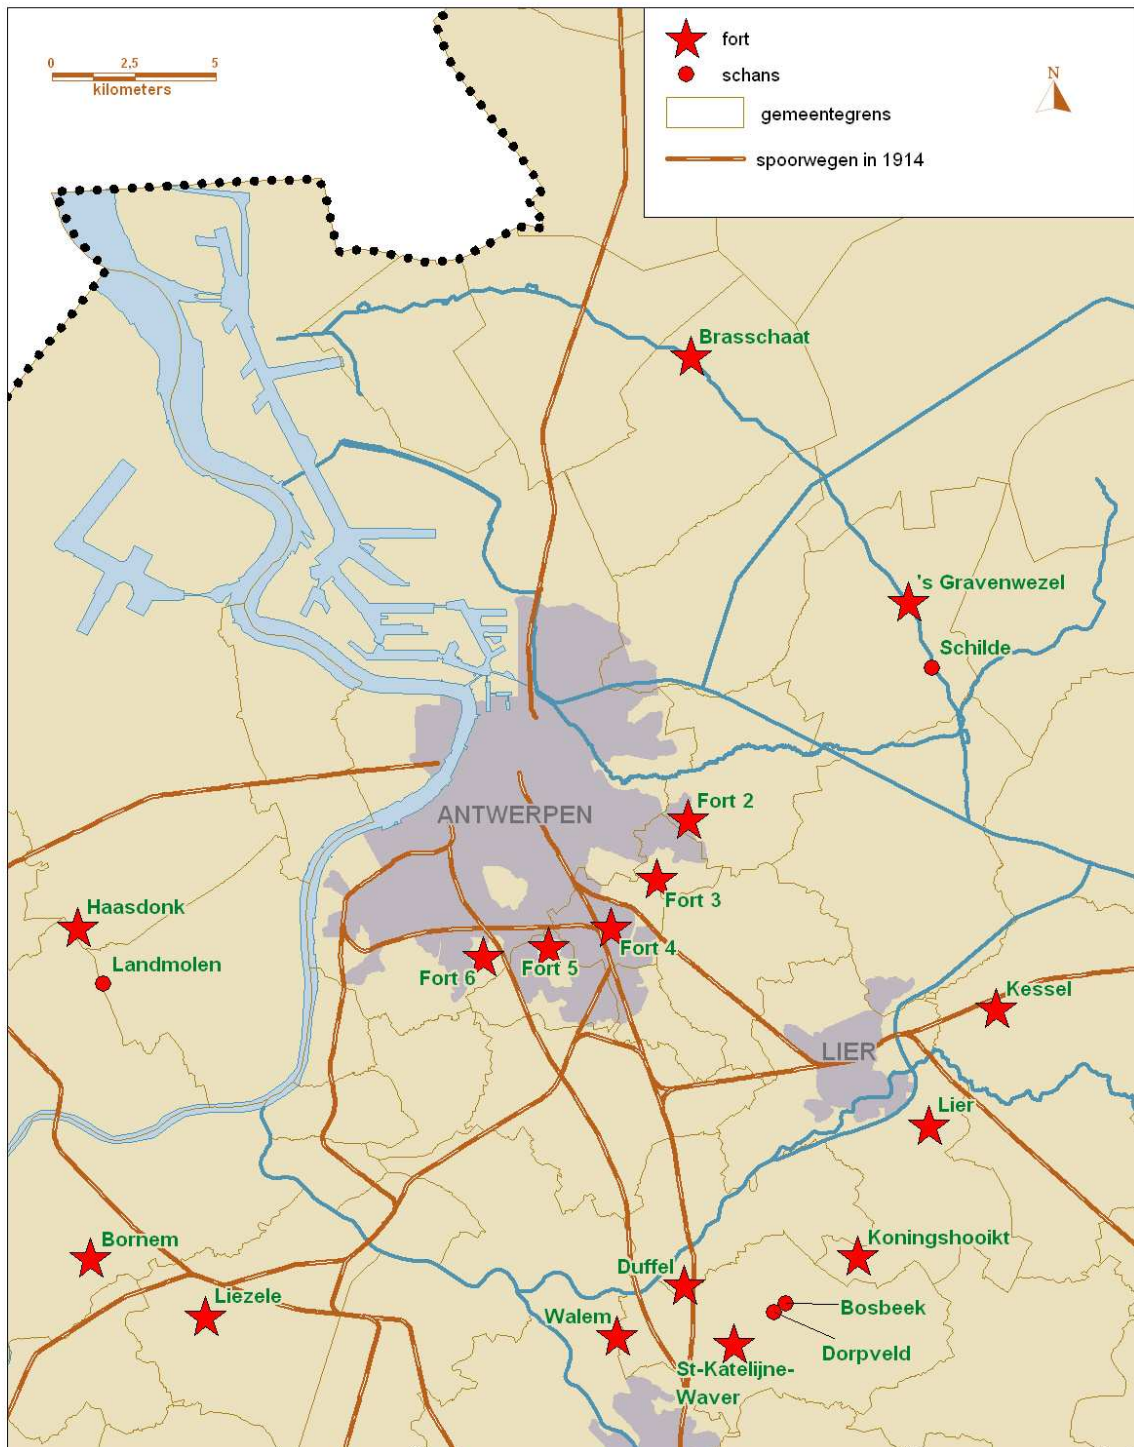 0 2,5 5
kilometers
fort
schans
gemeentegrens
spoorwegen in 1914
N
Brasschaat
's Gravenwezel
Schilde
ANTWERPEN
Fort 2
Fort 3
Haasdonk
Fort 4
Landmolen
Fort 5
Fort 6
Kessel
LIER
Lier
Bornem
Koningshooikt
Duffel
Liezele
Bosbeek
Walem
Dorpveld
St-Katelijne-
Waver